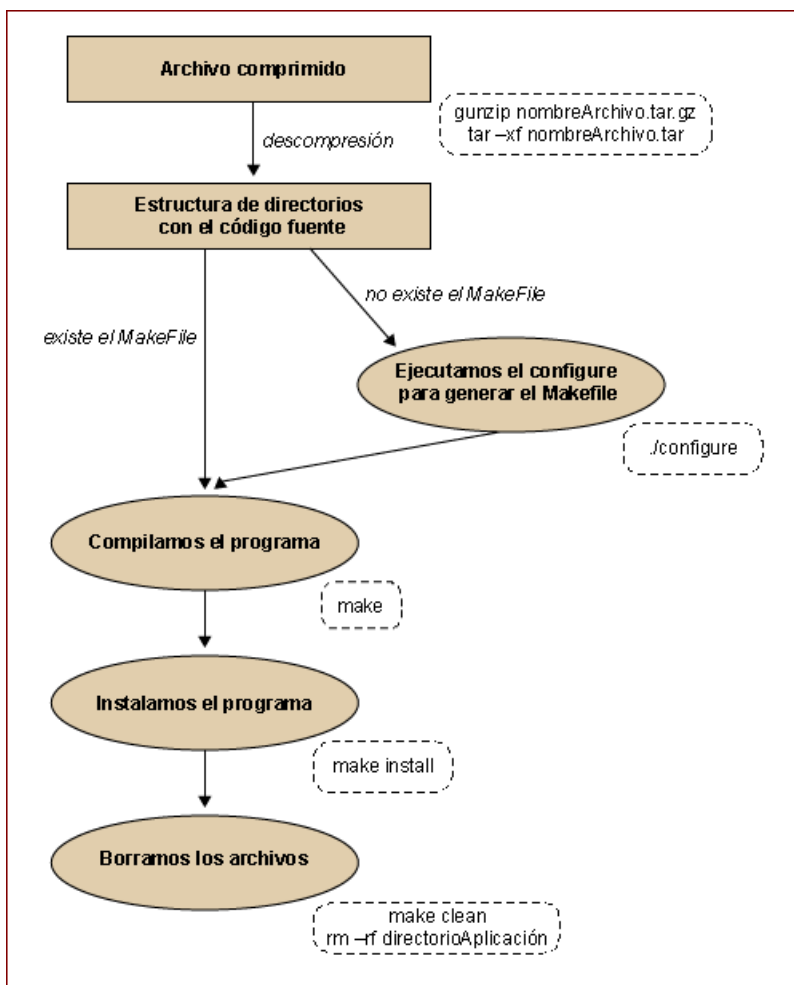 Archivo comprimido
gunzip nombreArchivo.tar.gz
tar –xf nombreArchivo.tar
descompresión
Estructura de directorios
con el código fuente
no existe el MakeFile
existe el MakeFile
Ejecutamos el configure
para generar el Makefile
./configure
Compilamos el programa
make
Instalamos el programa
make install
Borramos los archivos
make clean
rm –rf directorioAplicación